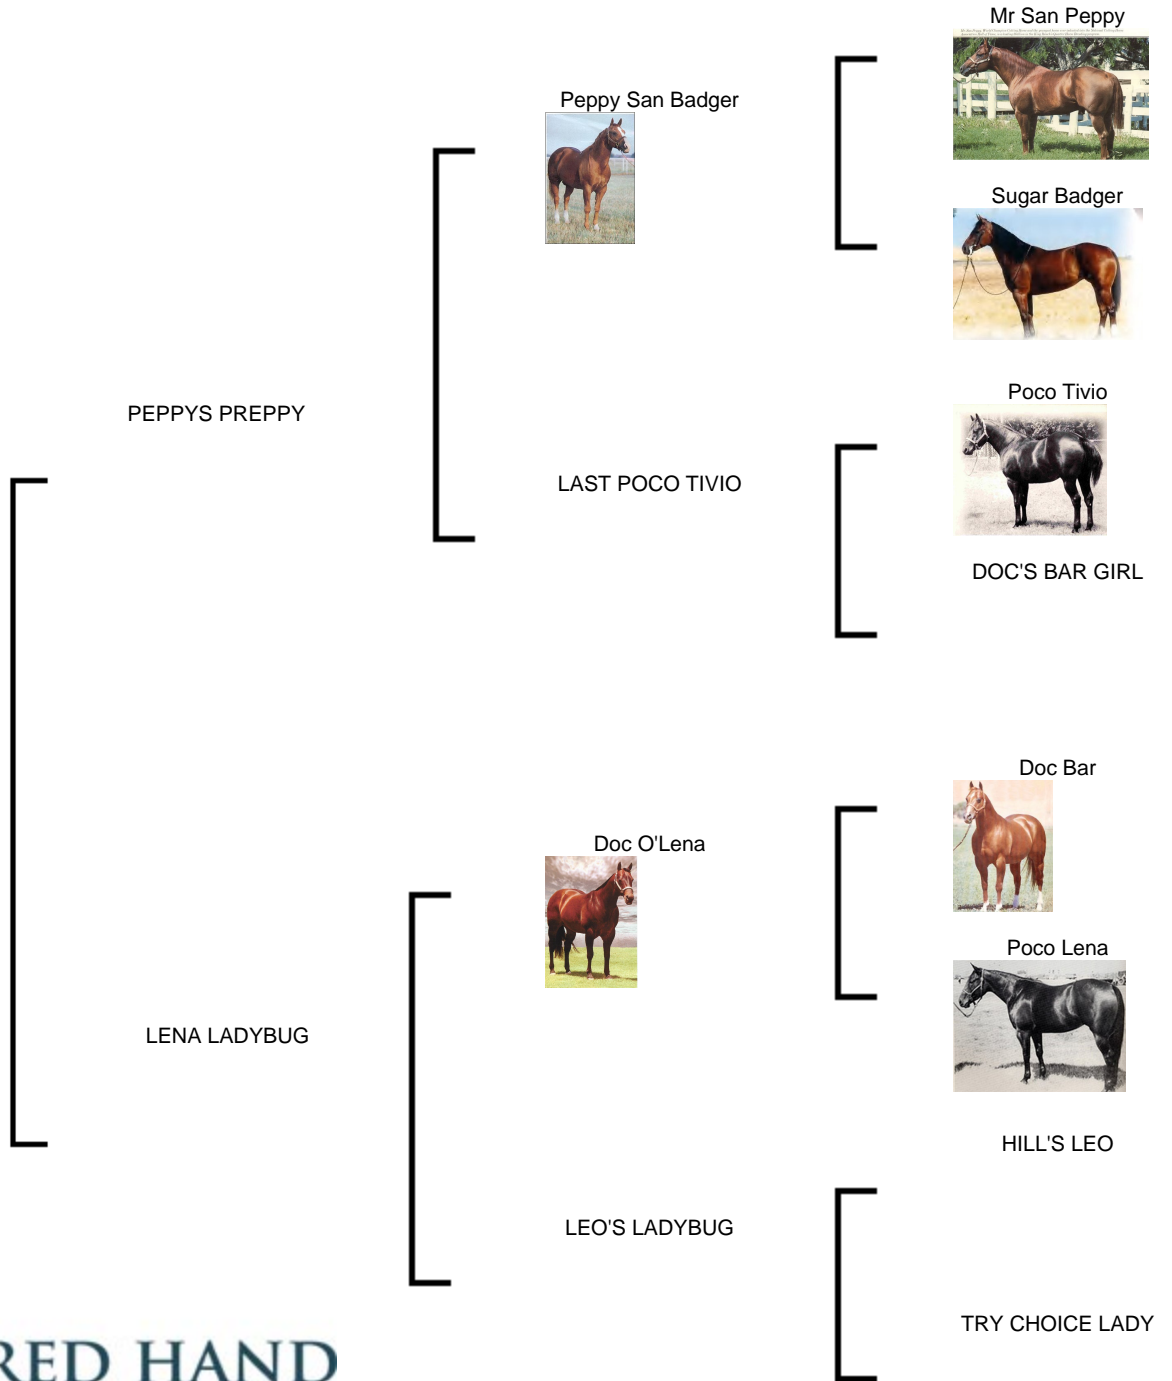 Mr San Peppy
Peppy San Badger
Sugar Badger
Poco Tivio
PEPPYS PREPPY
LAST POCO TIVIO
DOC'S BAR GIRL
Doc Bar
Doc O'Lena
Poco Lena
LENA LADYBUG
HILL'S LEO
LEO'S LADYBUG
TRY CHOICE LADY
RED HAND